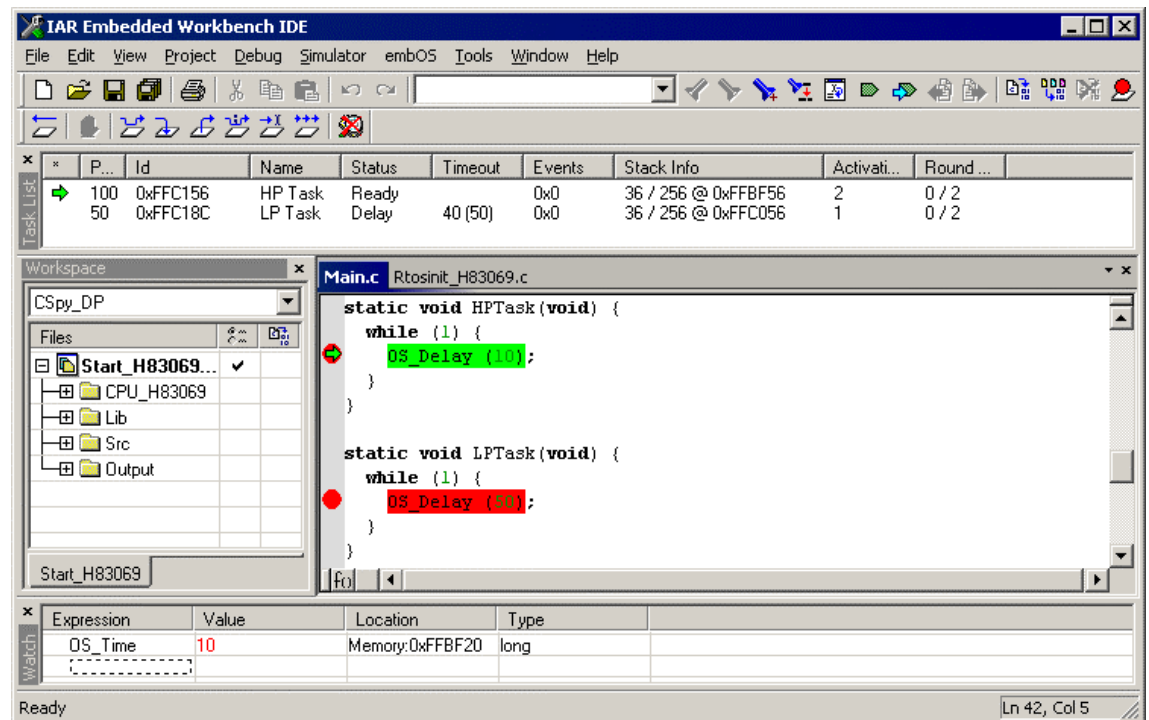 IAR Embedded Workbench IDE
File Edit View Project Debug Simulator embOS Tools Window Help
* P... Id Name Status Timeout Events Stack Info Activati... Round ...
100 0xFFC156 HP Task Ready 0x0 36 / 256 @ 0xFFBF56 2 0 / 2
50 0xFFC18C LP Task Delay 40 (50) 0x0 36 / 256 @ 0xFFC056 1 0 / 2
Task List
Workspace
CSpy_DP
Files
Start_H83069...
CPU_H83069
Lib
Src
Output
Start_H83069
Main.c Rtosinit_H83069.c
static void HPTask(void) {
while (1) {
OS_Delay (10);
}
}
static void LPTask(void) {
while (1) {
OS_Delay (50);
}
}
fo
Expression Value Location Type
OS_Time 10 Memory:0xFFBF20 long
Watch
Ready Ln 42, Col 5